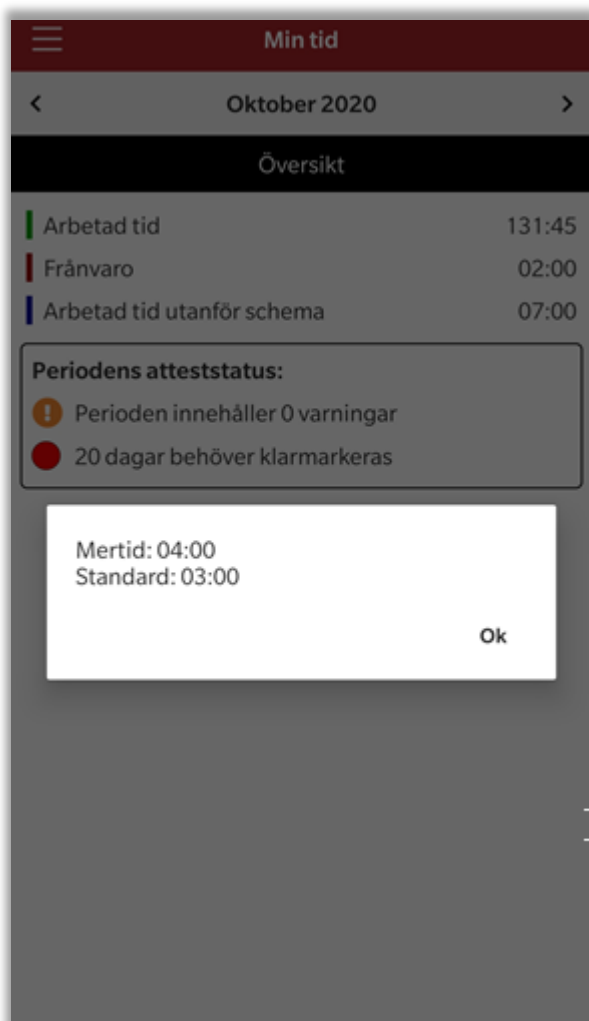 Min tid
Oktober 2020
Översikt
Arbetad tid 131:45
Frånvaro 02:00
Arbetad tid utanför schema 07:00
Periodens atteststatus:
Perioden innehåller 0 varningar
20 dagar behöver klarmarkeras
Mertid: 04:00
Standard: 03:00
Ok